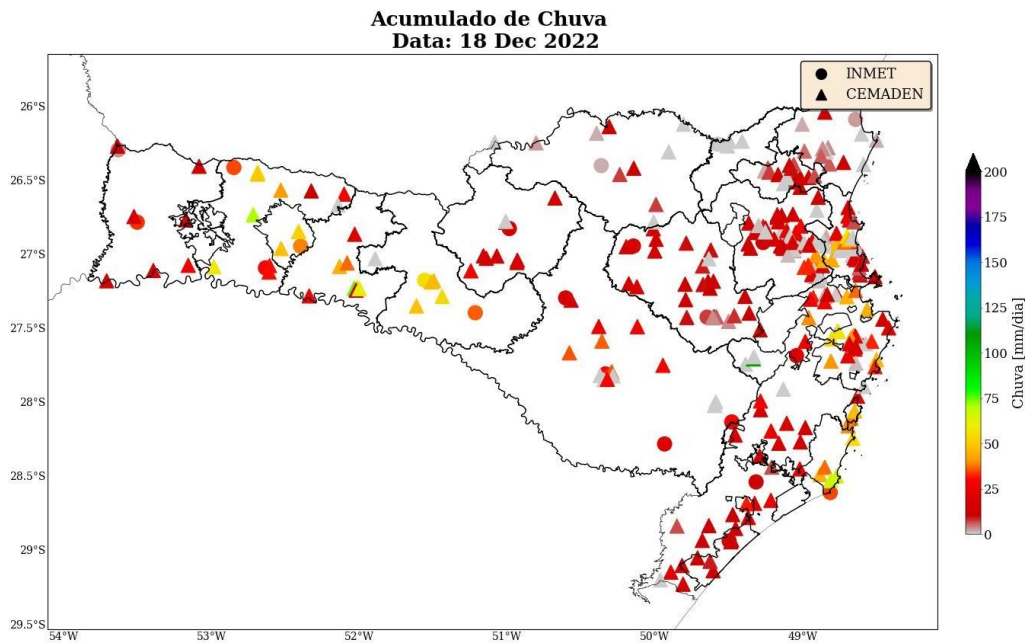 Acumulado de Chuva
Data: 18 Dec 2022
INMET
CEMADEN
26°S
26.5°S
27°S
27.5°S
28°S
28.5°S
29°S
29.5°S
54°W
53°W
52°W
51°W
50°W
49°W
200
175
150
125
100
75
50
25
0
Chuva [mm/dia]